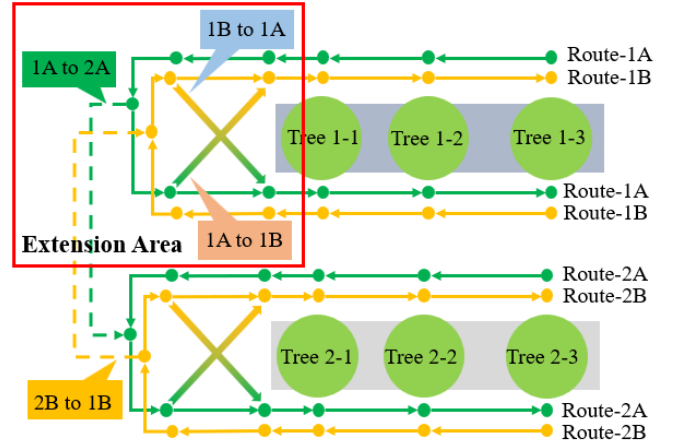 1B to 1A
Route-1A
1A to 2A
Route-1B
Tree 1-1
Tree 1-2
Tree 1-3
Route-1A
Route-1B
1A to 1B
Extension Area
Route-2A
Route-2B
Tree 2-1
Tree 2-2
Tree 2-3
2B to 1B
Route-2A
Route-2B